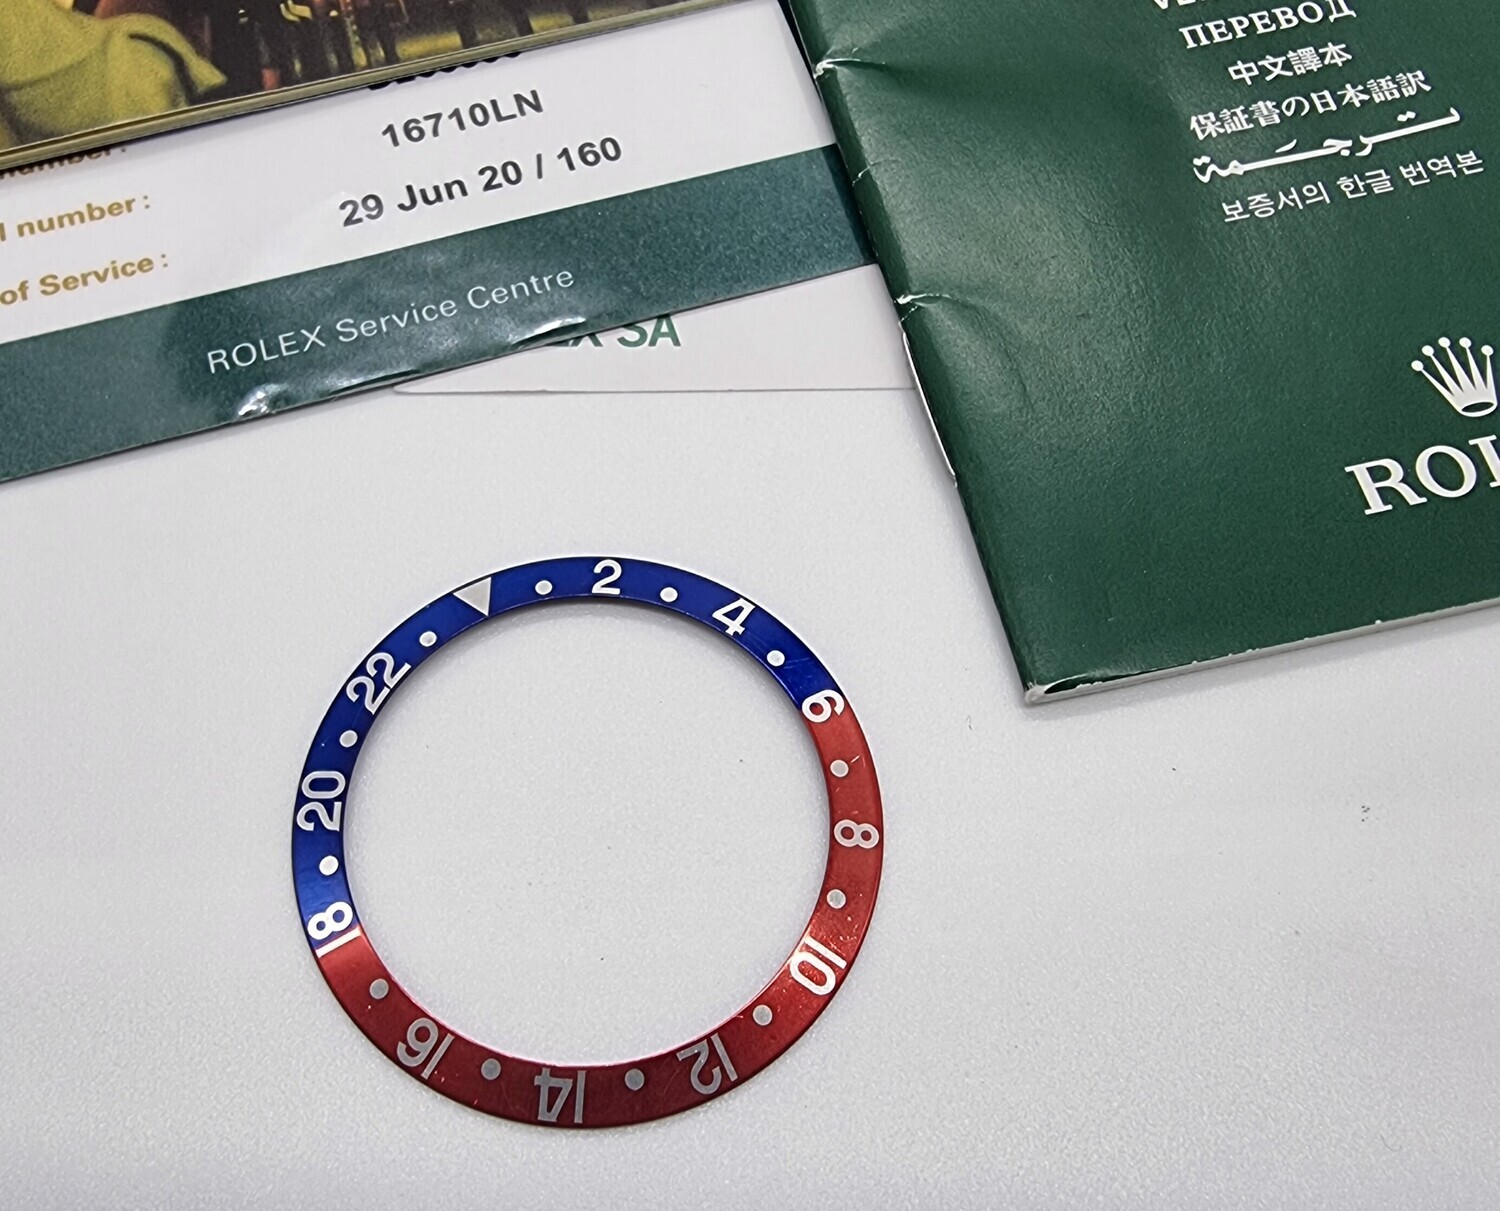 16710LN
number:
29 Jun 20 / 160
number:
of Service:
ROLEX Service Centre
SA
ПЕРЕВОД
中文譯本
保証書の日本語訳
ترجمة
보증서의 한글 번역본
2
4
6
8
10
12
14
16
18
20
22